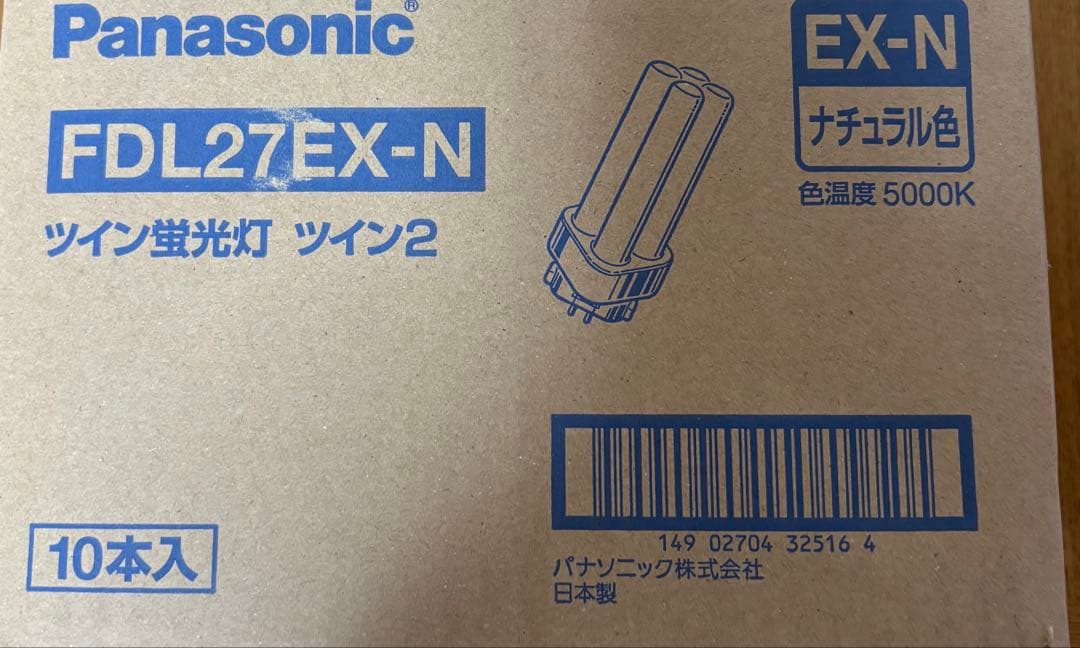 Panasonic®
FDL27EX-N
ツイン蛍光灯 ツイン2
EX-N
ナチュラル色
色温度 5000K
10本入
149 02704 32516 4
パナソニック株式会社
日本製